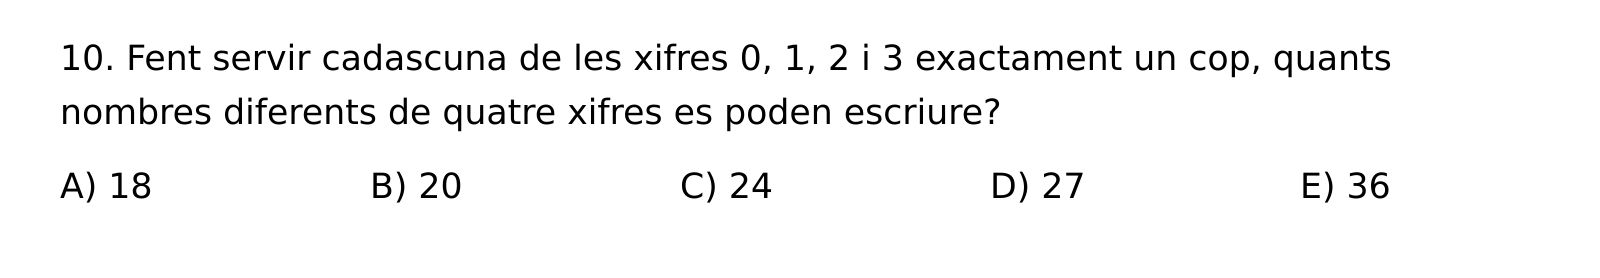 10. Fent servir cadascuna de les xifres 0, 1, 2 i 3 exactament un cop, quants
nombres diferents de quatre xifres es poden escriure?
A) 18 B) 20 C) 24 D) 27 E) 36